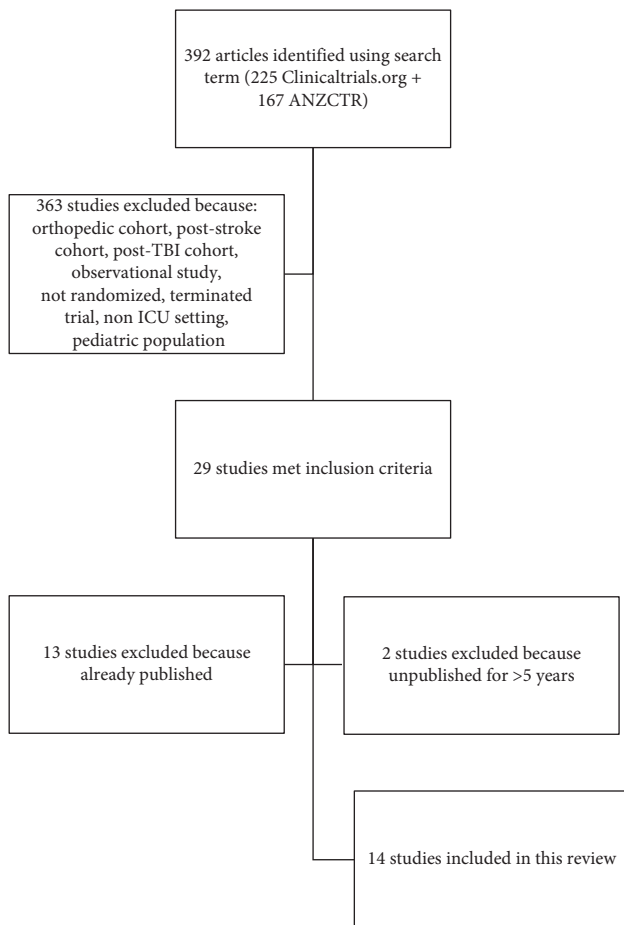 392 articles identified using search
term (225 Clinicaltrials.org +
167 ANZCTR)
363 studies excluded because:
orthopedic cohort, post-stroke
cohort, post-TBI cohort,
observational study,
not randomized, terminated
trial, non ICU setting,
pediatric population
29 studies met inclusion criteria
13 studies excluded because
already published
2 studies excluded because
unpublished for >5 years
14 studies included in this review